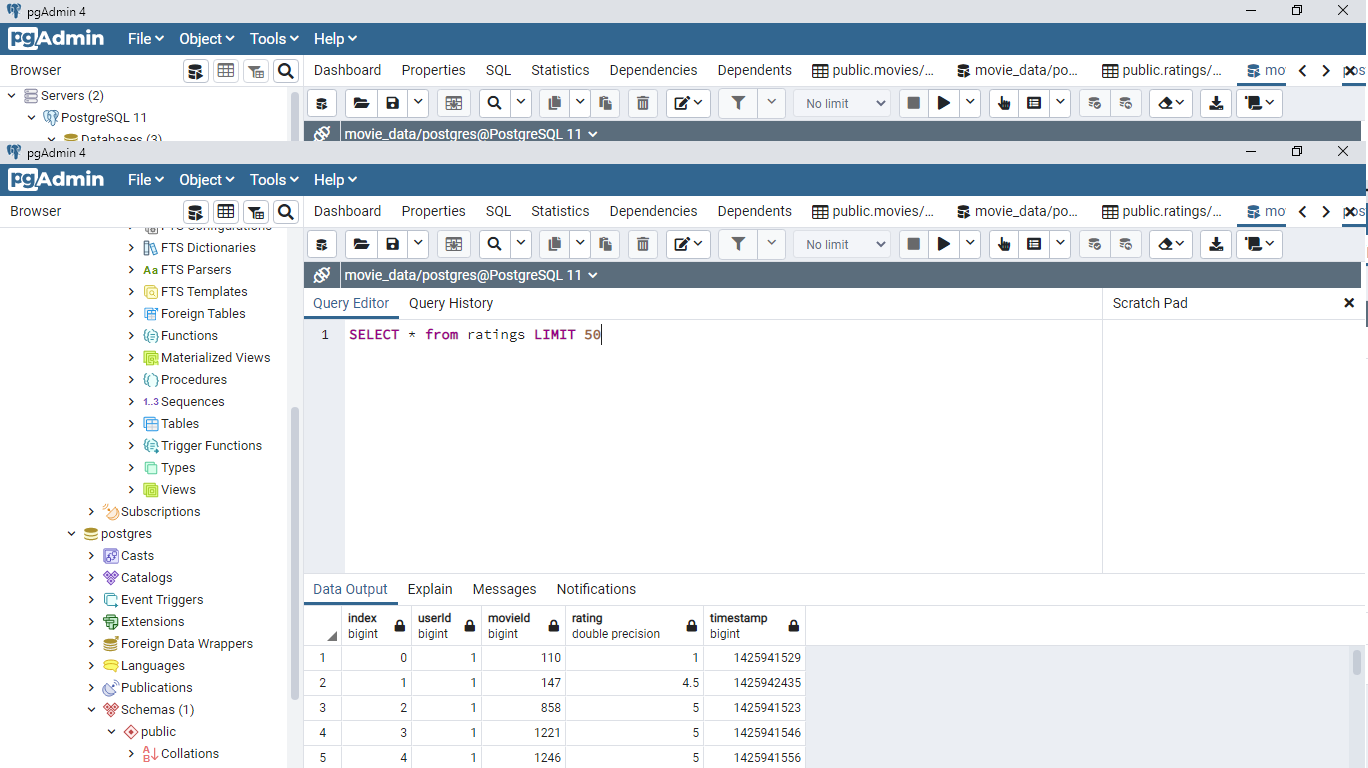 pgAdmin 4
pgAdmin File Object Tools Help
Browser Dashboard Properties SQL Statistics Dependencies Dependents public.movies/... movie_data/po... public.ratings/... mo
Servers (2) No limit
PostgreSQL 11
Databases (3) movie_data/postgres@PostgreSQL 11
pgAdmin 4
pgAdmin File Object Tools Help
Browser Dashboard Properties SQL Statistics Dependencies Dependents public.movies/... movie_data/po... public.ratings/... mo
FTS Configurations
FTS Dictionaries No limit
Aa FTS Parsers movie_data/postgres@PostgreSQL 11
FTS Templates Query Editor Query History Scratch Pad
Foreign Tables
Functions 1 SELECT * from ratings LIMIT 50
Materialized Views
Procedures
1..3 Sequences
Tables
Trigger Functions
Types
Views
Subscriptions
postgres
Casts
Catalogs Data Output Explain Messages Notifications
Event Triggers
Extensions
Foreign Data Wrappers
Languages
Publications
Schemas (1)
public
Collations
index userId movieId rating timestamp
bigint bigint bigint double precision bigint
1 0 1 110 1 1425941529
2 1 1 147 4.5 1425942435
3 2 1 858 5 1425941523
4 3 1 1221 5 1425941546
5 4 1 1246 5 1425941556